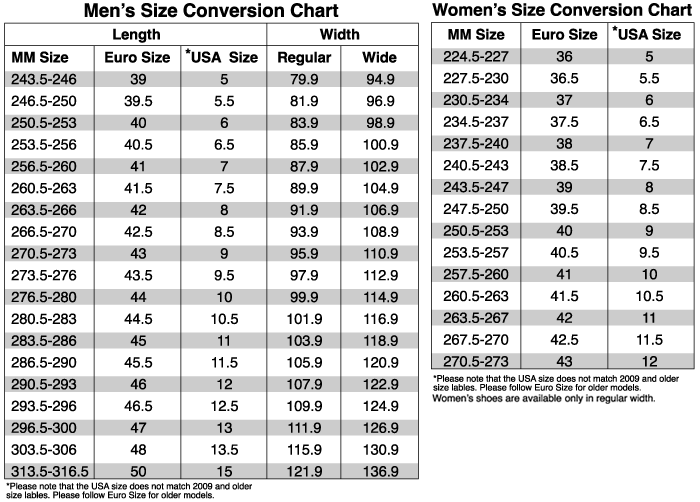 Men's Size Conversion Chart
Length Width
MM Size Euro Size *USA Size Regular Wide
243.5-246 39 5 79.9 94.9
246.5-250 39.5 5.5 81.9 96.9
250.5-253 40 6 83.9 98.9
253.5-256 40.5 6.5 85.9 100.9
256.5-260 41 7 87.9 102.9
260.5-263 41.5 7.5 89.9 104.9
263.5-266 42 8 91.9 106.9
266.5-270 42.5 8.5 93.9 108.9
270.5-273 43 9 95.9 110.9
273.5-276 43.5 9.5 97.9 112.9
276.5-280 44 10 99.9 114.9
280.5-283 44.5 10.5 101.9 116.9
283.5-286 45 11 103.9 118.9
286.5-290 45.5 11.5 105.9 120.9
290.5-293 46 12 107.9 122.9
293.5-296 46.5 12.5 109.9 124.9
296.5-300 47 13 111.9 126.9
303.5-306 48 13.5 115.9 130.9
313.5-316.5 50 15 121.9 136.9
*Please note that the USA size does not match 2009 and older
size lables. Please follow Euro Size for older models.
Women's Size Conversion Chart
MM Size Euro Size *USA Size
224.5-227 36 5
227.5-230 36.5 5.5
230.5-234 37 6
234.5-237 37.5 6.5
237.5-240 38 7
240.5-243 38.5 7.5
243.5-247 39 8
247.5-250 39.5 8.5
250.5-253 40 9
253.5-257 40.5 9.5
257.5-260 41 10
260.5-263 41.5 10.5
263.5-267 42 11
267.5-270 42.5 11.5
270.5-273 43 12
*Please note that the USA size does not match 2009 and older
size lables. Please follow Euro Size for older models.
Women's shoes are available only in regular width.